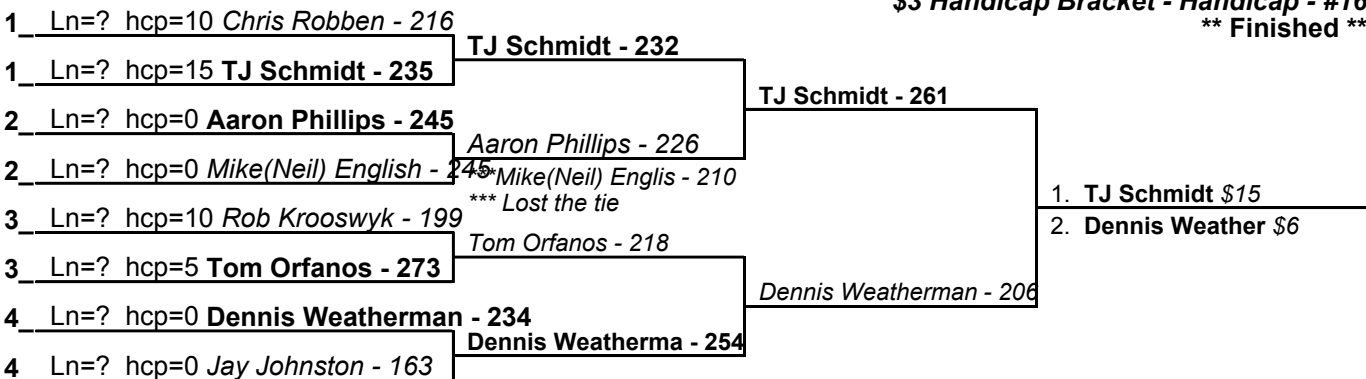 $3 Handicap Bracket - Handicap - #16
** Finished **
1_ Ln=? hcp=10 Chris Robben - 216
1_ Ln=? hcp=15 TJ Schmidt - 235
2_ Ln=? hcp=0 Aaron Phillips - 245
2_ Ln=? hcp=0 Mike(Neil) English - 245
3_ Ln=? hcp=10 Rob Krooswyk - 199
3_ Ln=? hcp=5 Tom Orfanos - 273
4_ Ln=? hcp=0 Dennis Weatherman - 234
4 Ln=? hcp=0 Jay Johnston - 163
TJ Schmidt - 232
Aaron Phillips - 226
***Mike(Neil) Englis - 210
*** Lost the tie
Tom Orfanos - 218
Dennis Weatherma - 254
TJ Schmidt - 261
Dennis Weatherman - 206
1. TJ Schmidt $15
2. Dennis Weather $6